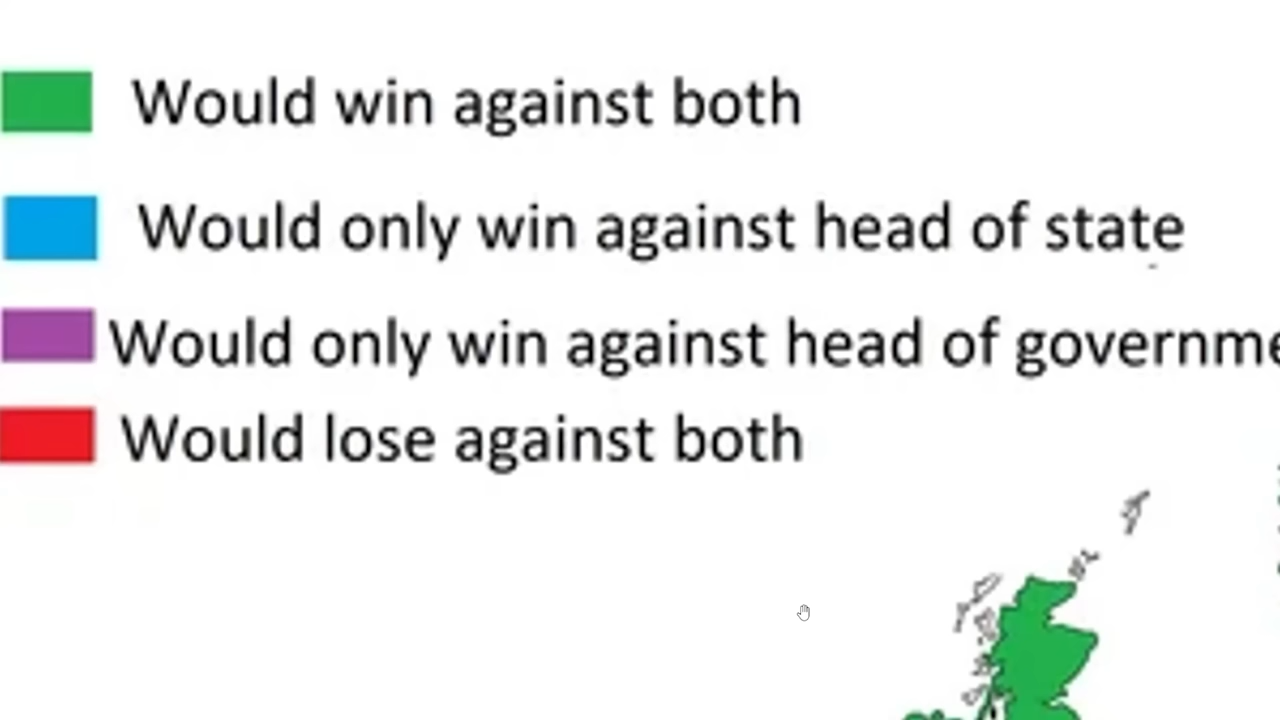 Would win against both
Would only win against head of state
Would only win against head of governme
Would lose against both